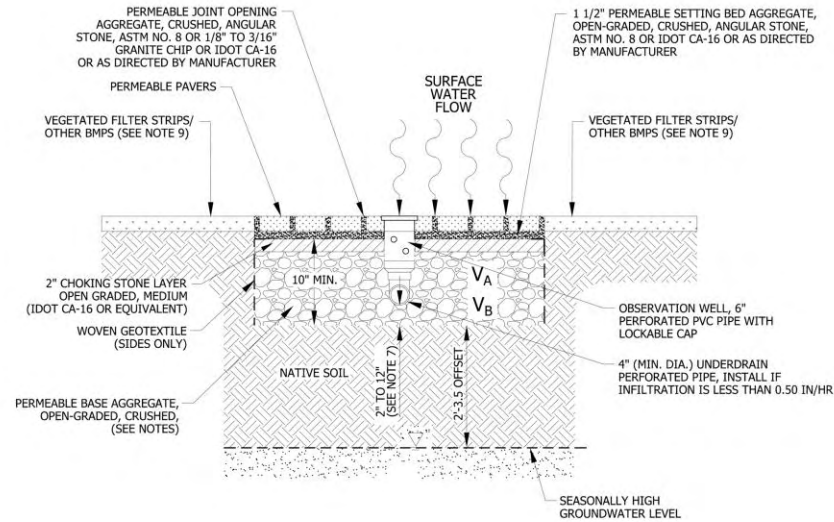 PERMEABLE JOINT OPENING
AGGREGATE, CRUSHED, ANGULAR
STONE, ASTM NO. 8 OR 1/8" TO 3/16"
GRANITE CHIP OR IDOT CA-16
OR AS DIRECTED BY MANUFACTURER
1 1/2" PERMEABLE SETTING BED AGGREGATE,
OPEN-GRADED, CRUSHED, ANGULAR STONE,
ASTM NO. 8 OR IDOT CA-16 OR AS DIRECTED
BY MANUFACTURER
PERMEABLE PAVERS
SURFACE
WATER
FLOW
VEGETATED FILTER STRIPS/
OTHER BMPS (SEE NOTE 9)
VEGETATED FILTER STRIPS/
OTHER BMPS (SEE NOTE 9)
2" CHOKING STONE LAYER
OPEN GRADED, MEDIUM
(IDOT CA-16 OR EQUIVALENT)
10" MIN.
VA
VB
WOVEN GEOTEXTILE
(SIDES ONLY)
OBSERVATION WELL, 6"
PERFORATED PVC PIPE WITH
LOCKABLE CAP
NATIVE SOIL
2" TO 12"
(SEE NOTE 7)
2'-3.5 OFFSET
4" (MIN. DIA.) UNDERDRAIN
PERFORATED PIPE, INSTALL IF
INFILTRATION IS LESS THAN 0.50 IN/HR
PERMEABLE BASE AGGREGATE,
OPEN-GRADED, CRUSHED,
(SEE NOTES)
SEASONALLY HIGH
GROUNDWATER LEVEL